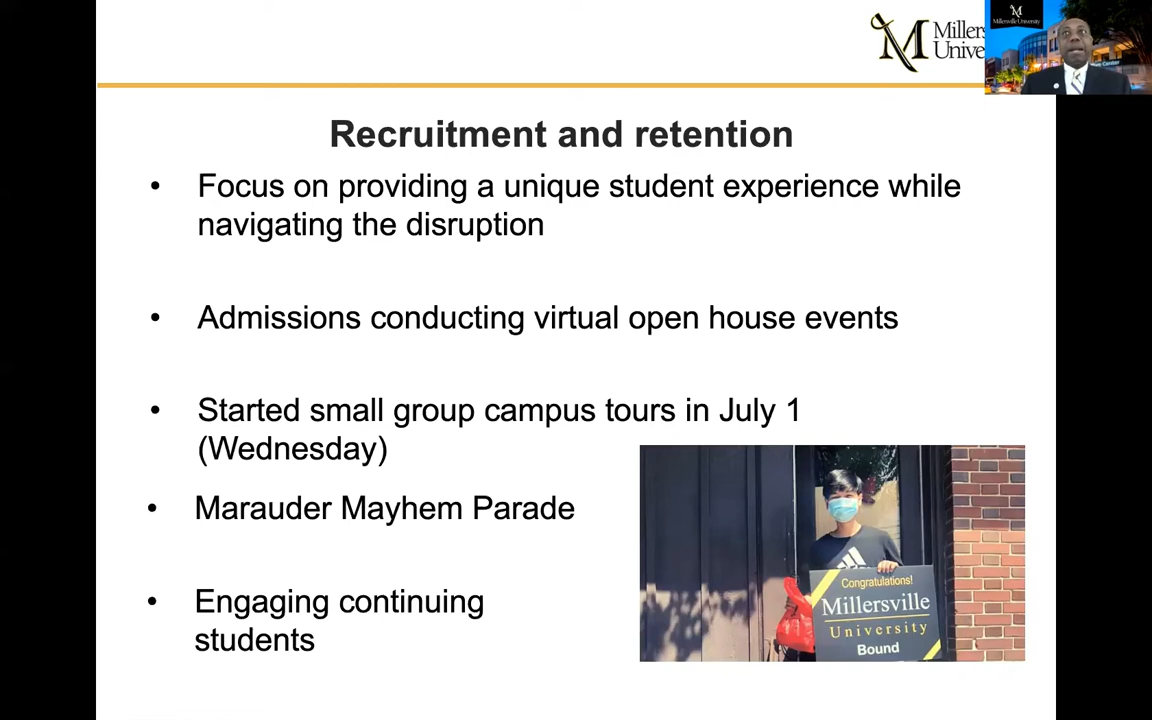 Millersville University
Recruitment and retention
• Focus on providing a unique student experience while
navigating the disruption
• Admissions conducting virtual open house events
• Started small group campus tours in July 1
(Wednesday)
• Marauder Mayhem Parade
• Engaging continuing
students
Congratulations!
Millersville
University
Bound